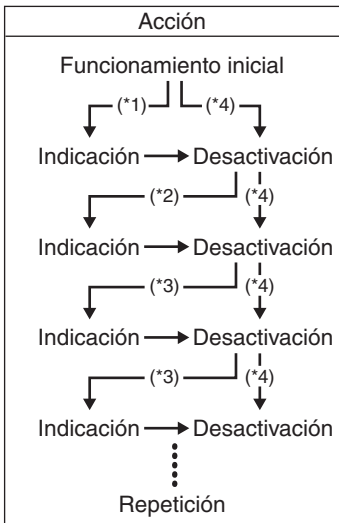 Acción
Funcionamiento inicial
(*1) (*4)
Indicación Desactivación
(*2) (*4)
Indicación Desactivación
(*3) (*4)
Indicación Desactivación
(*3) (*4)
Indicación Desactivación
Repetición